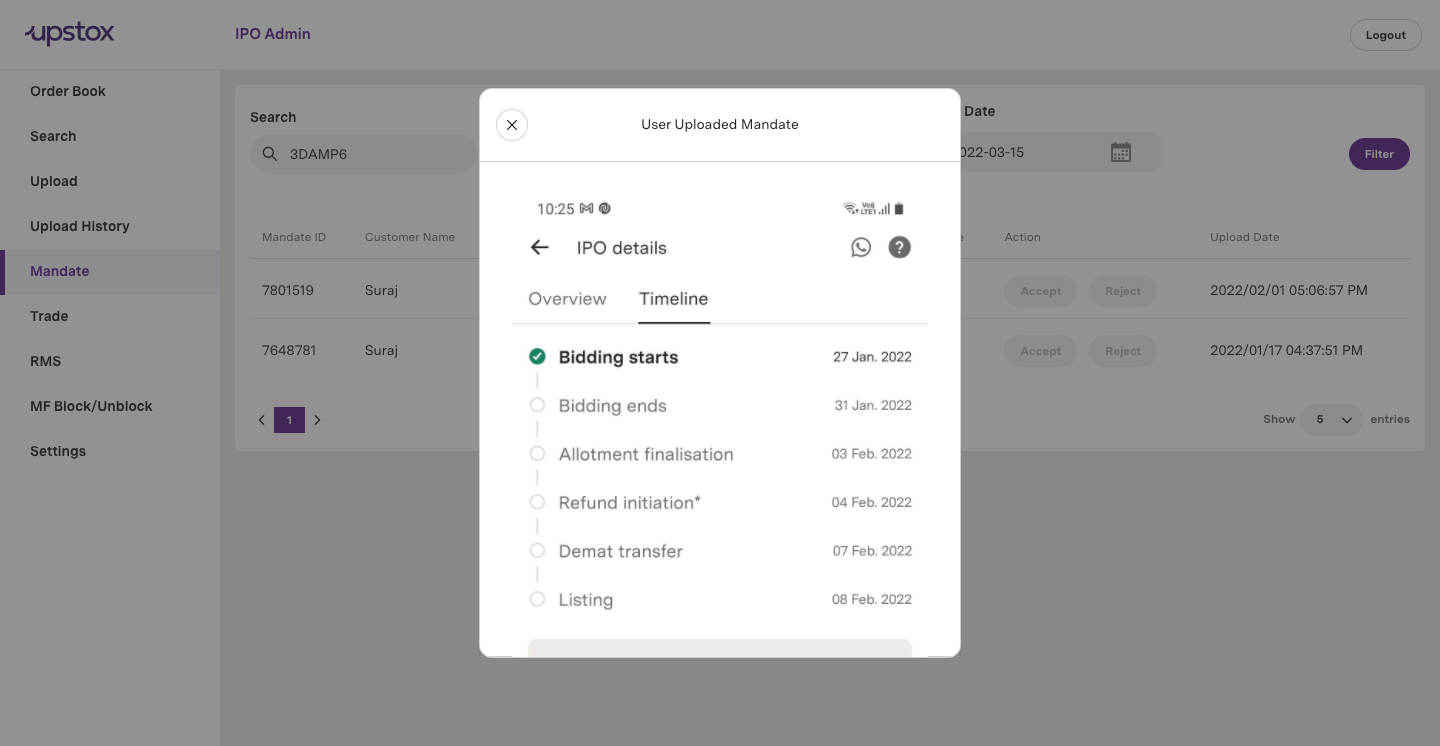 upstox
IPO Admin
Logout
Order Book
Search
Upload
Upload History
Mandate
Trade
RMS
MF Block/Unblock
Settings
Search
3DAMP6
Date
022-03-15
Filter
Mandate ID Customer Name Action Upload Date
7801519 Suraj Accept Reject 2022/02/01 05:06:57 PM
7648781 Suraj Accept Reject 2022/01/17 04:37:51 PM
1
Show 5 entries
User Uploaded Mandate
10:25
IPO details
Overview Timeline
Bidding starts 27 Jan. 2022
Bidding ends 31 Jan. 2022
Allotment finalisation 03 Feb. 2022
Refund initiation* 04 Feb. 2022
Demat transfer 07 Feb. 2022
Listing 08 Feb. 2022